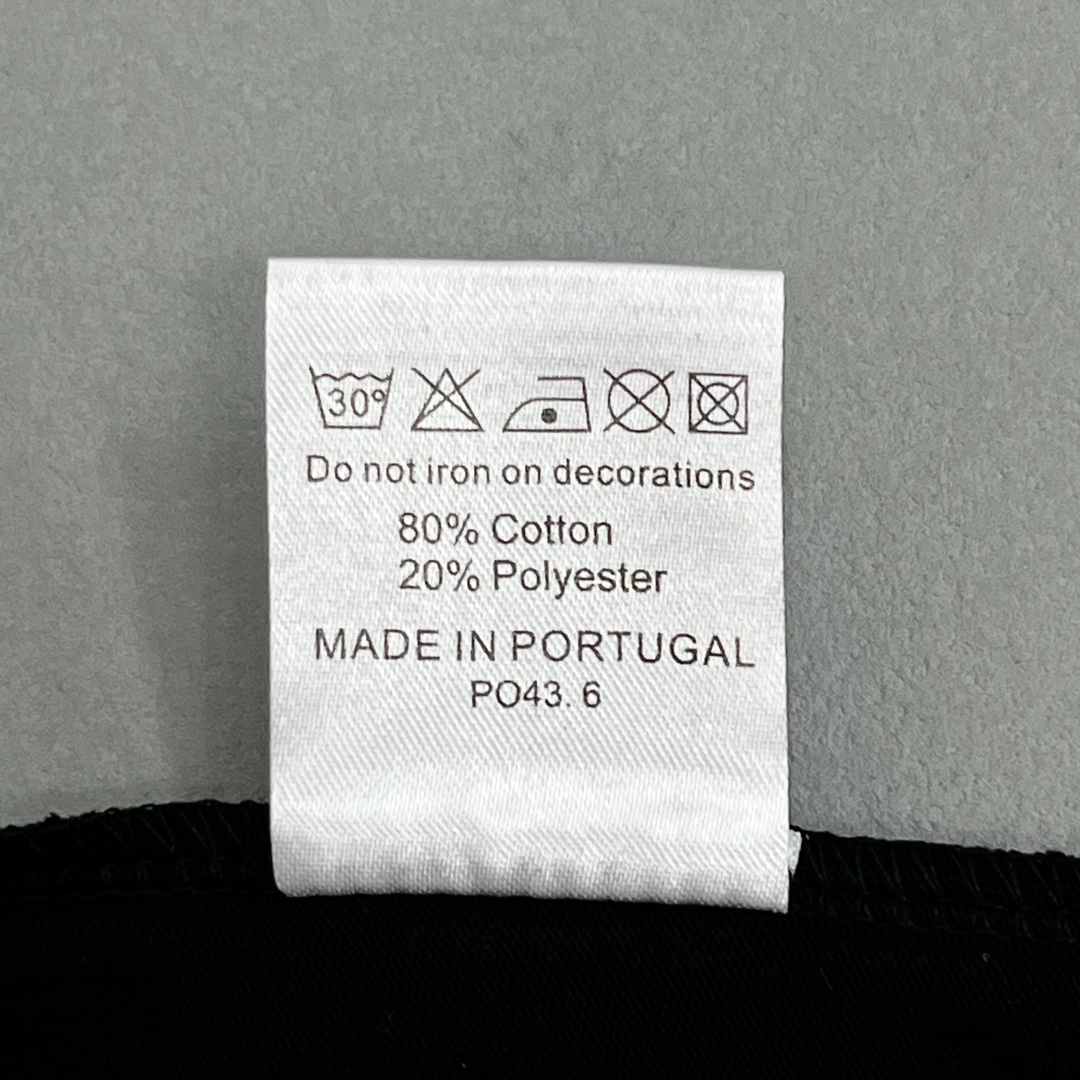 30°
Do not iron on decorations
80% Cotton
20% Polyester
MADE IN PORTUGAL
PO43. 6